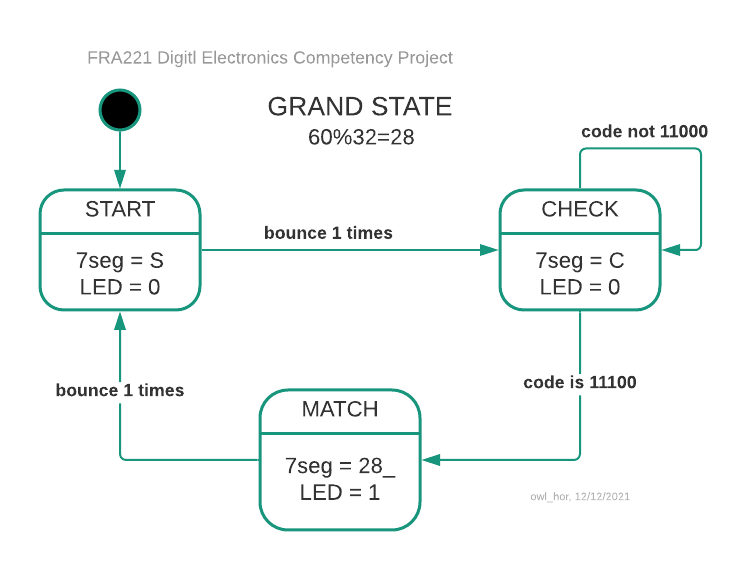 FRA221 Digitl Electronics Competency Project
GRAND STATE
60%32=28
code not 11000
START
7seg = S
LED = 0
bounce 1 times
CHECK
7seg = C
LED = 0
bounce 1 times
code is 11100
MATCH
7seg = 28_
LED = 1
owl_hor, 12/12/2021